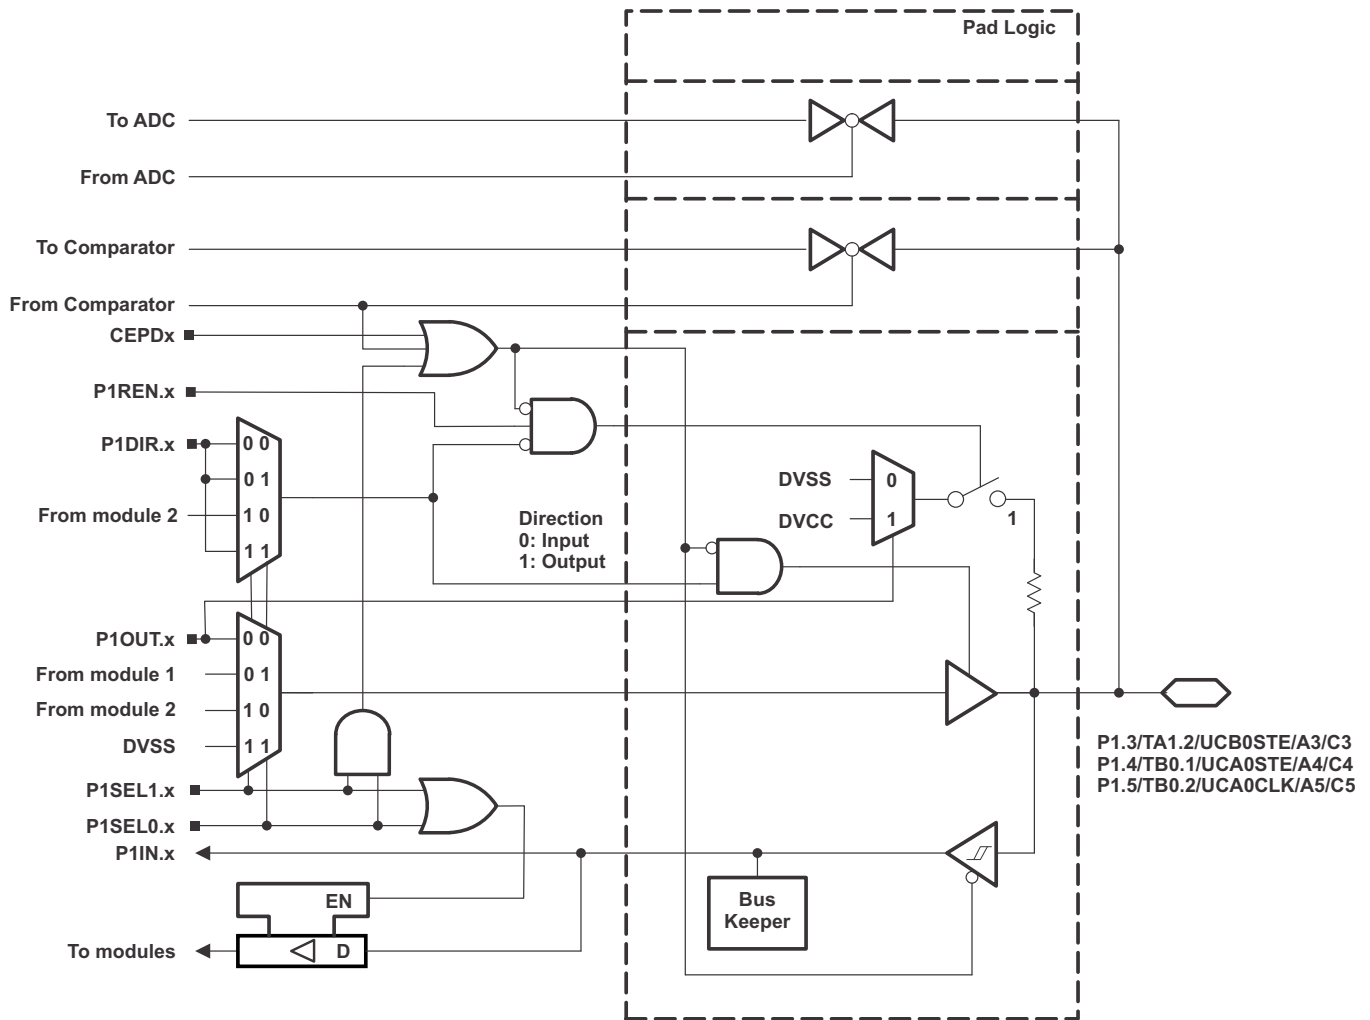 Pad Logic
To ADC
From ADC
To Comparator
From Comparator
CEPDx
P1REN.x
P1DIR.x
0 0
0 1
From module 2
1 0
1 1
Direction
0: Input
1: Output
DVSS
0
DVCC
1
1
P1OUT.x
0 0
From module 1
0 1
From module 2
1 0
DVSS
1 1
P1.3/TA1.2/UCB0STE/A3/C3
P1.4/TB0.1/UCA0STE/A4/C4
P1.5/TB0.2/UCA0CLK/A5/C5
P1SEL1.x
P1SEL0.x
P1IN.x
Bus
Keeper
EN
To modules
D